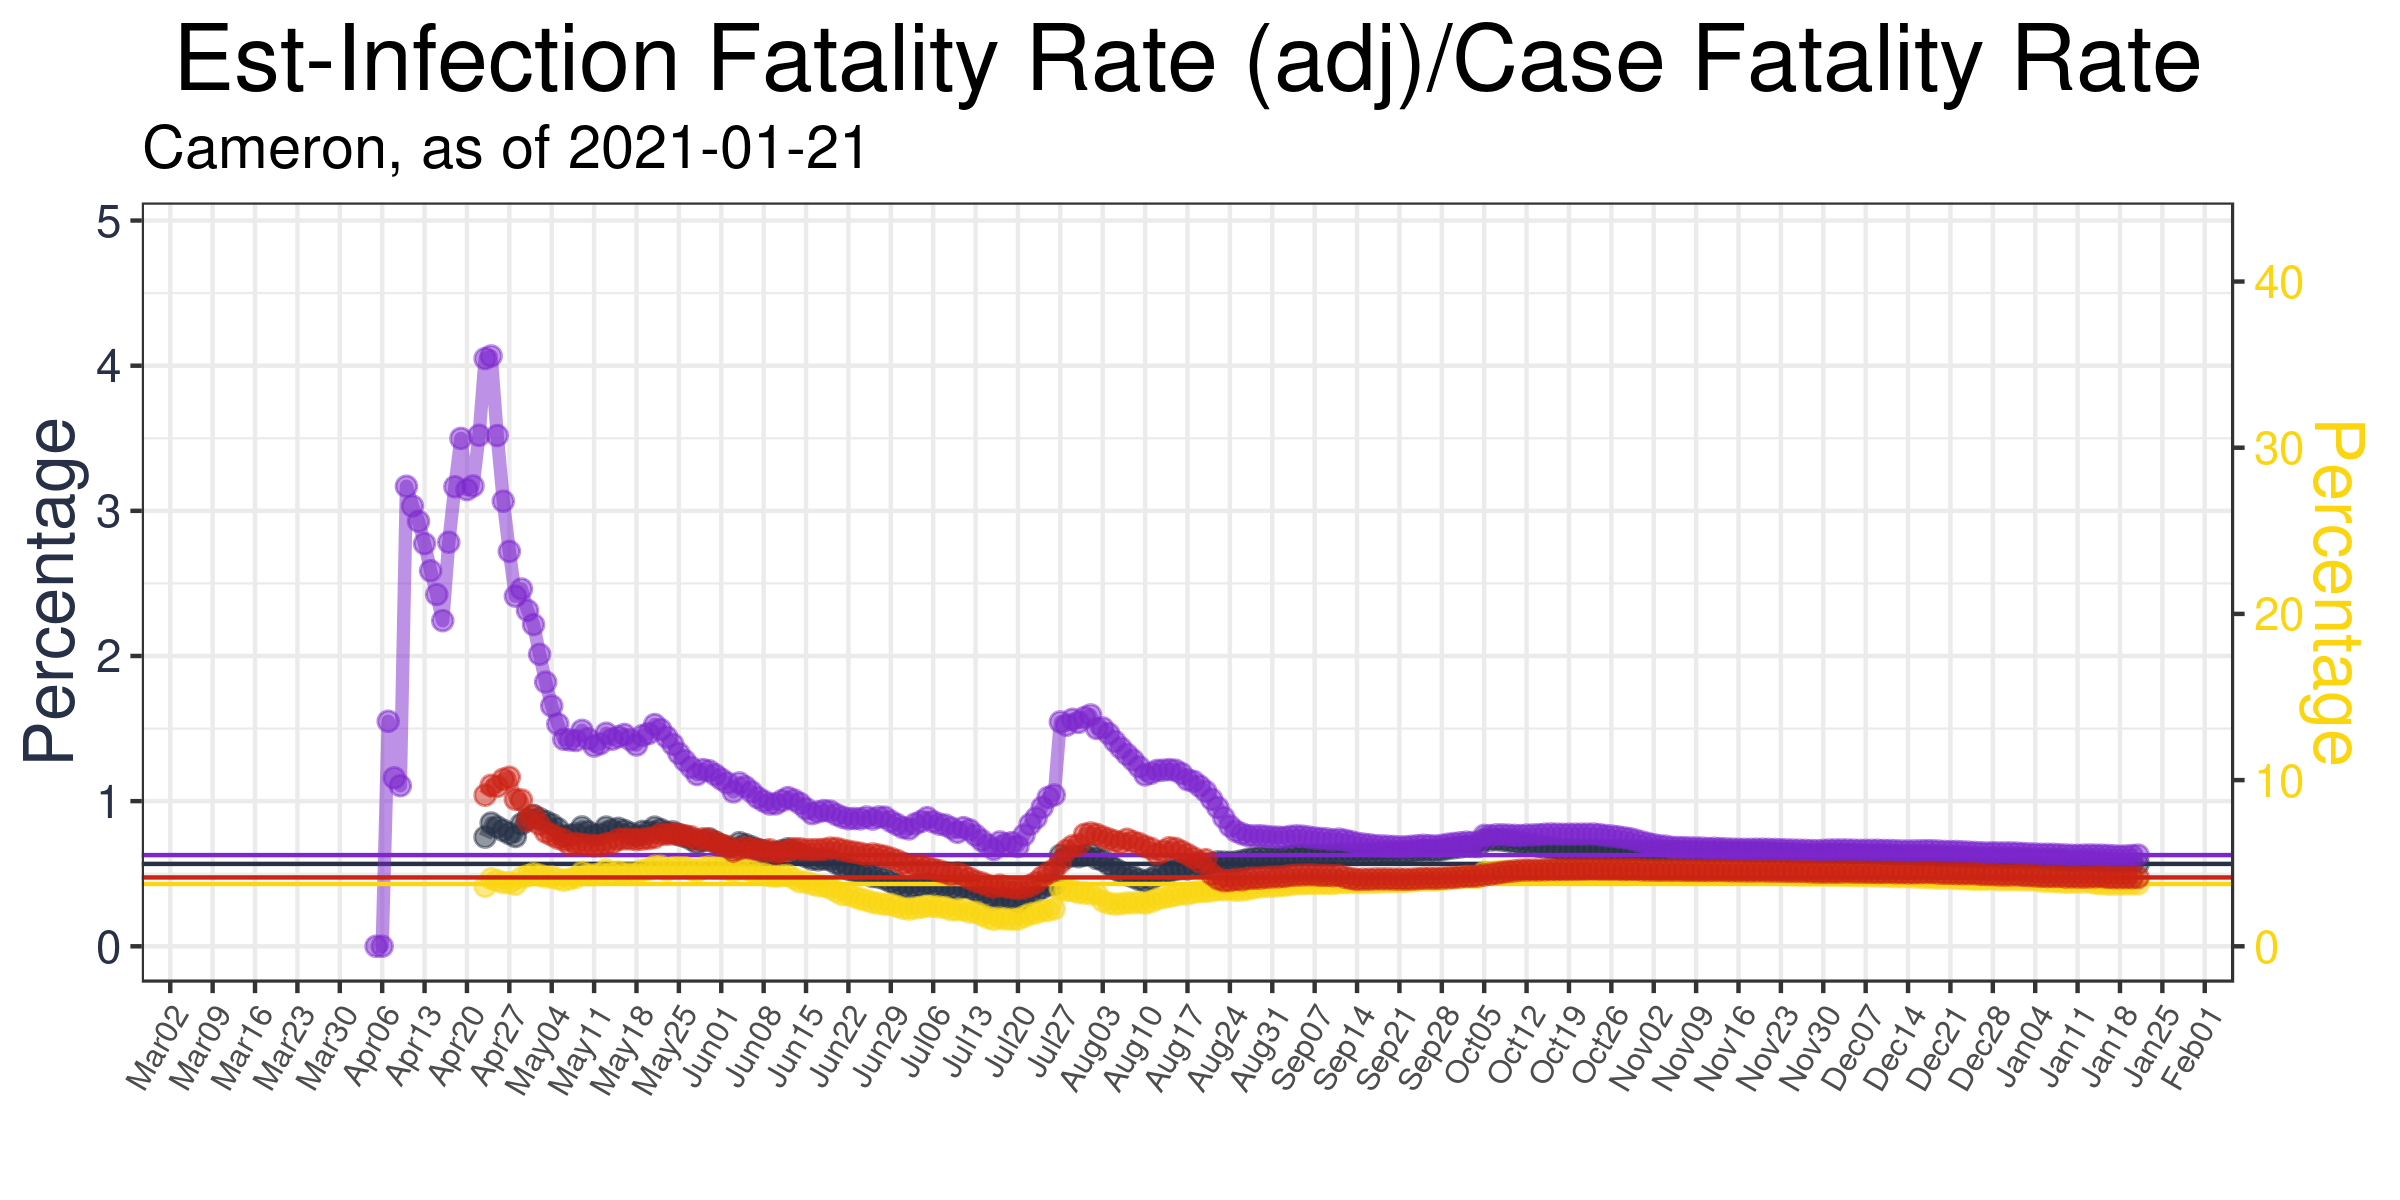 Est-Infection Fatality Rate (adj)/Case Fatality Rate
Cameron, as of 2021-01-21
Percentage
5
4
3
2
1
0
40
30
20
10
0
Percentage
Mar02 Mar09 Mar16 Mar23 Mar30 Apr06 Apr13 Apr20 Apr27 May04 May11 May18 May25 Jun01 Jun08 Jun15 Jun22 Jun29 Jul06 Jul13 Jul20 Jul27 Aug03 Aug10 Aug17 Aug24 Aug31 Sep07 Sep14 Sep21 Sep28 Oct05 Oct12 Oct19 Oct26 Nov02 Nov09 Nov16 Nov23 Nov30 Dec07 Dec14 Dec21 Dec28 Jan04 Jan11 Jan18 Jan25 Feb01